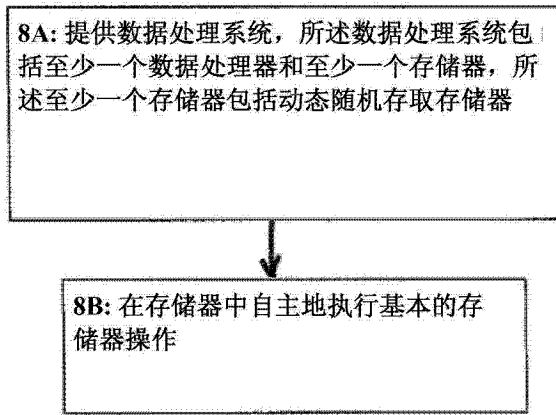 8A: 提供数据处理系统，所述数据处理系统包
括至少一个数据处理器和至少一个存储器，所
述至少一个存储器包括动态随机存取存储器
8B: 在存储器中自主地执行基本的存
储器操作